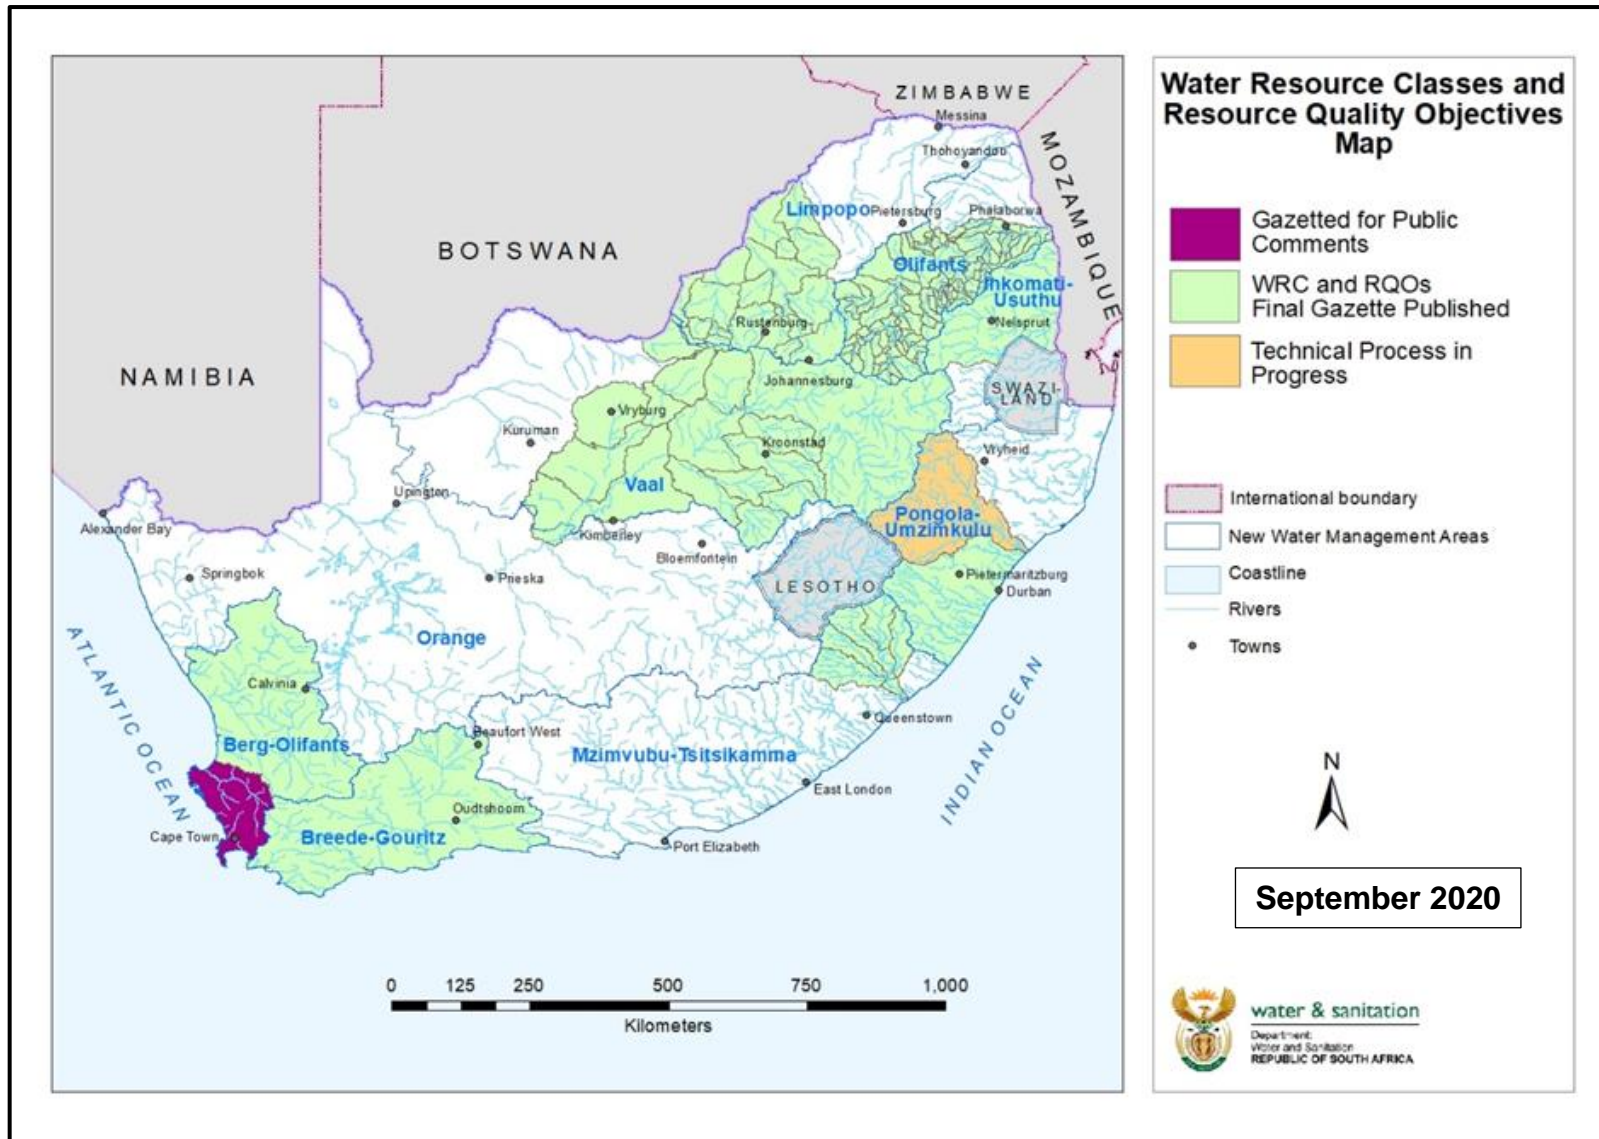 Water Resource Classes and
Resource Quality Objectives
Map
Gazetted for Public
Comments
WRC and RQOs
Final Gazette Published
Technical Process in
Progress
International boundary
New Water Management Areas
Coastline
Rivers
Towns
N
September 2020
water & sanitation
Department:
Water and Sanitation
REPUBLIC OF SOUTH AFRICA
ZIMBABWE
Messina
Thohoyandou
MOZAMBIQUE
Limpopo
Pietersburg
Phalaborwa
BOTSWANA
Olifants
Inkomati-
Usuthu
Rustenburg
Nelspruit
NAMIBIA
Johannesburg
SWAZI-
LAND
Vryburg
Kuruman
Kroonstad
Vryheid
Vaal
Upington
Pongola-
Umzimkulu
Alexander Bay
Kimberley
Bloemfontein
Springbok
Prieska
LESOTHO
Pietermaritzburg
Durban
Orange
ATLANTIC OCEAN
Calvinia
INDIAN OCEAN
Queenstown
Beaufort West
Berg-Olifants
Mzimvubu-Tsitsikamma
East London
Oudtshoorn
Cape Town
Breede-Gouritz
Port Elizabeth
0 125 250 500 750 1,000
Kilometers